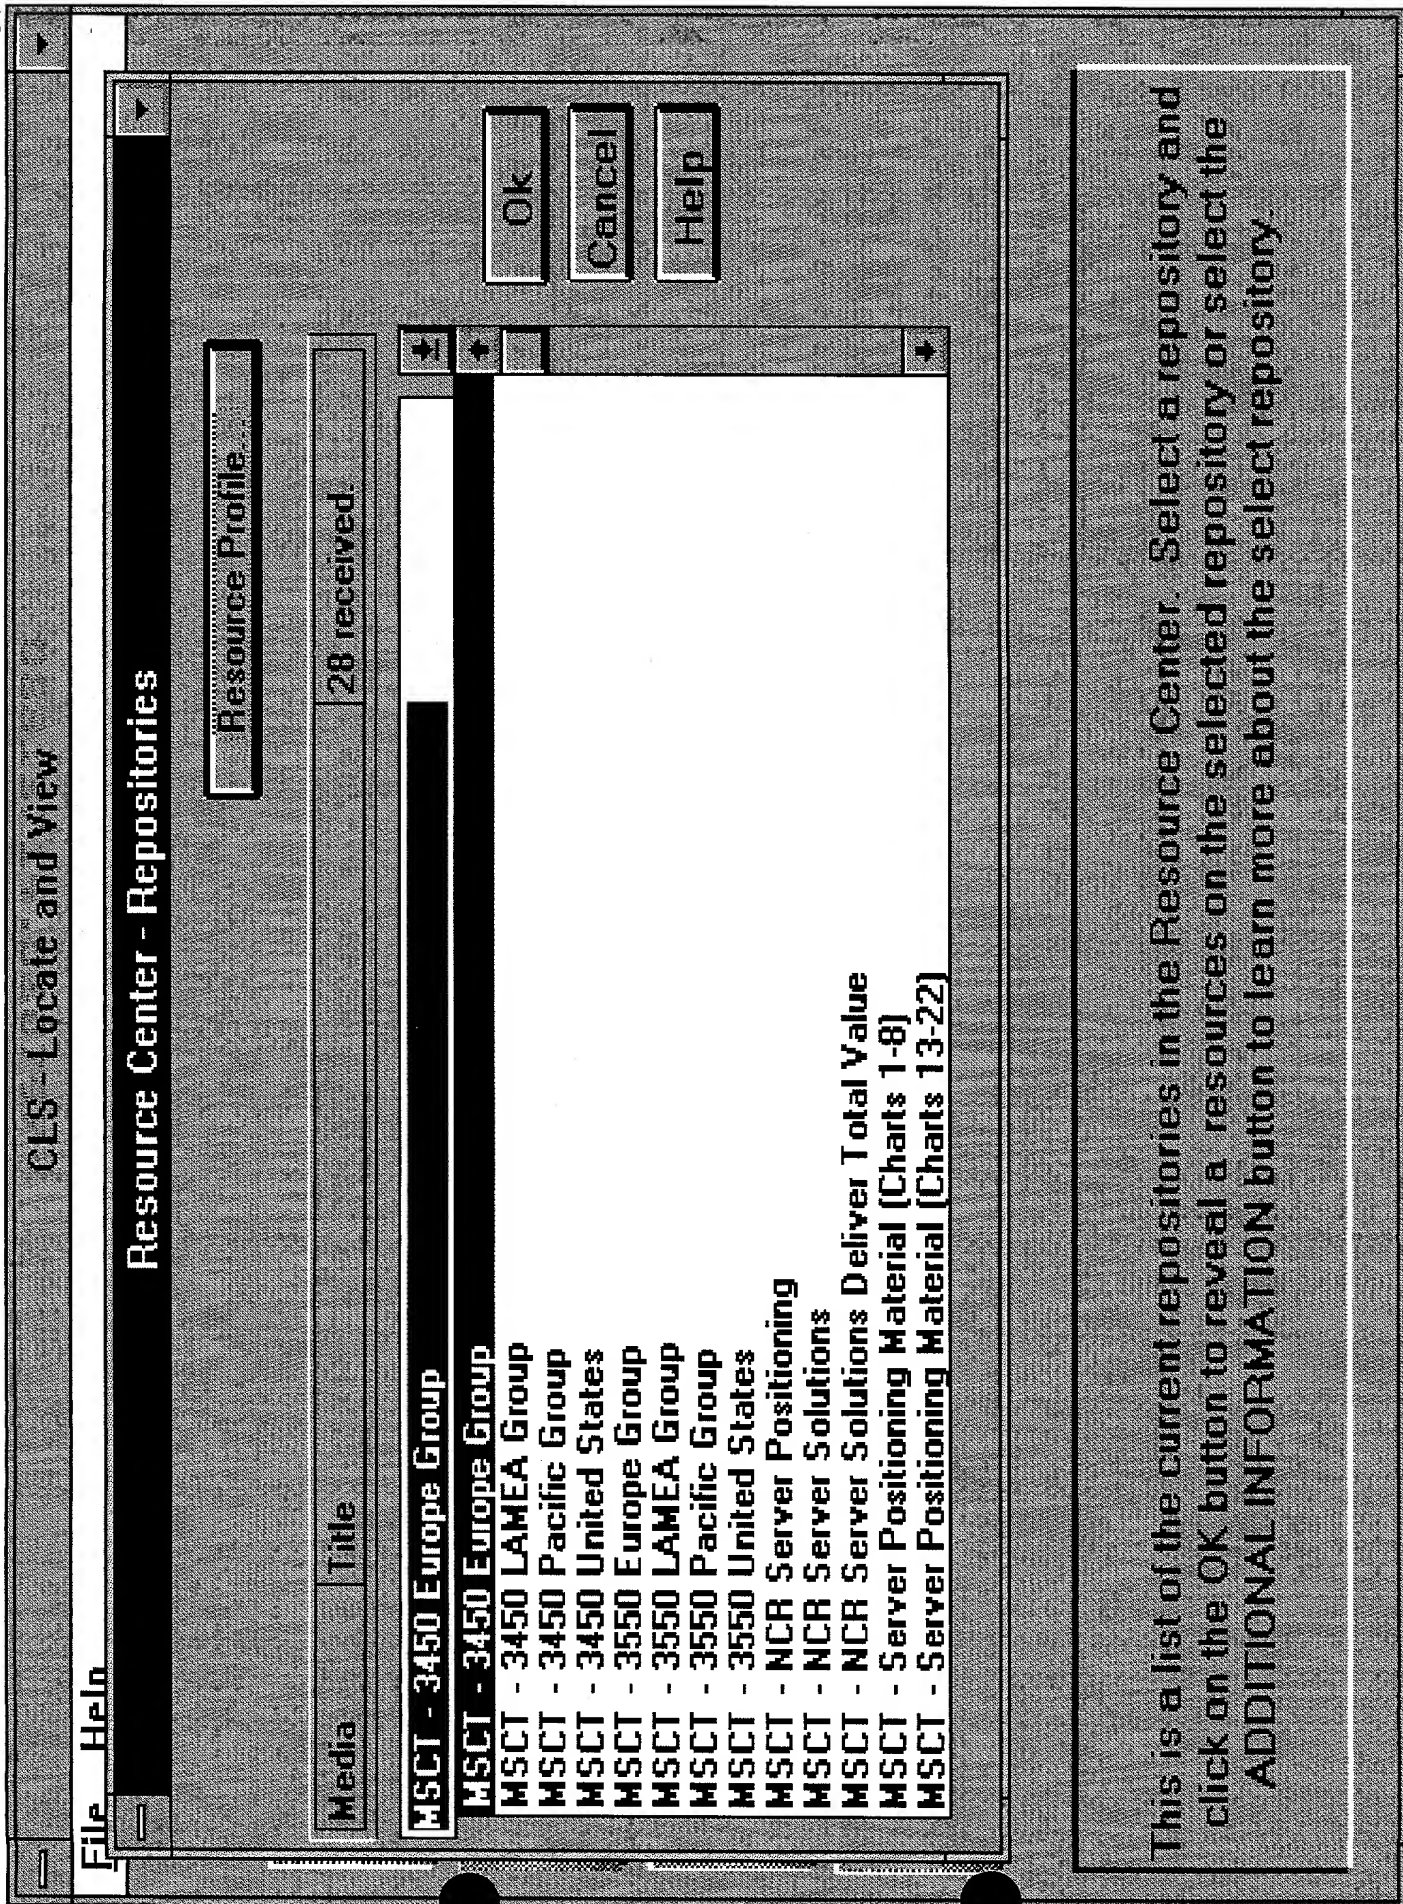 CLS - Locate and View
File Help
Resource Center - Repositories
Resource Profile.....
Media Title 28 received.
MSCT - 3450 Europe Group
MSCT - 3450 Europe Group
MSCT - 3450 LAMEA Group
MSCT - 3450 Pacific Group
MSCT - 3450 United States
MSCT - 3550 Europe Group
MSCT - 3550 LAMEA Group
MSCT - 3550 Pacific Group
MSCT - 3550 United States
MSCT - NCR Server Positioning
MSCT - NCR Server Solutions
MSCT - NCR Server Solutions Deliver Total Value
MSCT - Server Positioning Material (Charts 1-8)
MSCT - Server Positioning Material (Charts 13-22)
Ok
Cancel
Help
This is a list of the current repositories in the Resource Center. Select a repository and
click on the OK button to reveal a resources on the selected repository or select the
ADDITIONAL INFORMATION button to learn more about the select repository.